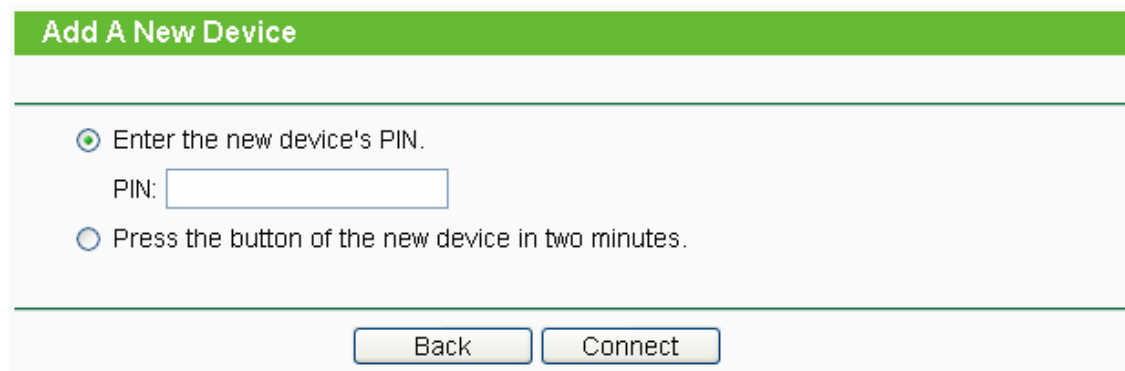 Add A New Device
Enter the new device's PIN.
PIN:
Press the button of the new device in two minutes.
Back Connect